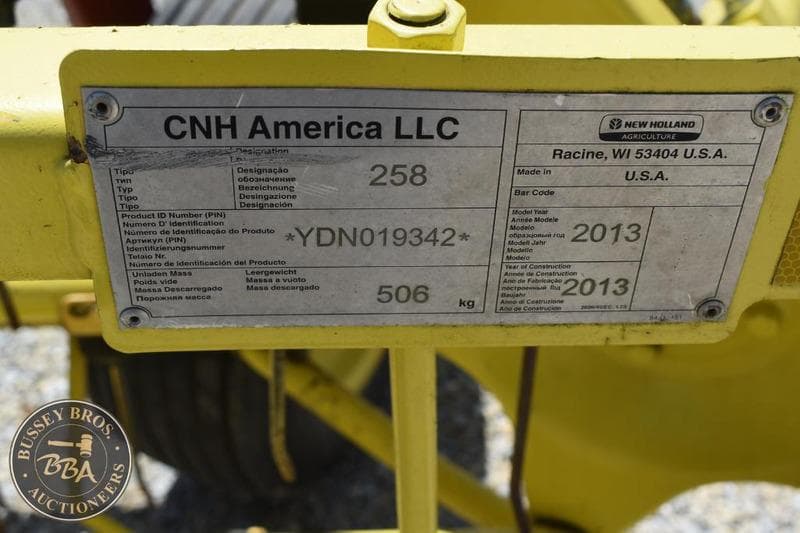 CNH America LLC
Designation
Tipo
тип
Typ
Tipo
Tipo
Designação
обозначение
Bezeichnung
Desingazione
Designación
258
Product ID Number (PIN)
Numero D' Identification
Número de Identificação do Produto
Артикул (PIN)
Identifizierungsnummer
Telaio Nr.
Número de Identificación del Producto
*YDN019342*
Unladen Mass
Poids vide
Massa Descarregado
Порожняя масса
Leergewicht
Massa a vuoto
Masa descargado
506 kg
NEW HOLLAND
AGRICULTURE
Racine, WI 53404 U.S.A.
Made in
U.S.A.
Bar Code
Model Year
Année Modele
Modelo
образцовый год
Modell Jahr
Modello
Modelo
2013
Year of Construction
Année de Construction
Ano de Fabricação
построенный Год
Baujahr
Anno di Costruzione
Año de Construción
2013
BUSSEY BROS.
BBA
AUCTIONEERS